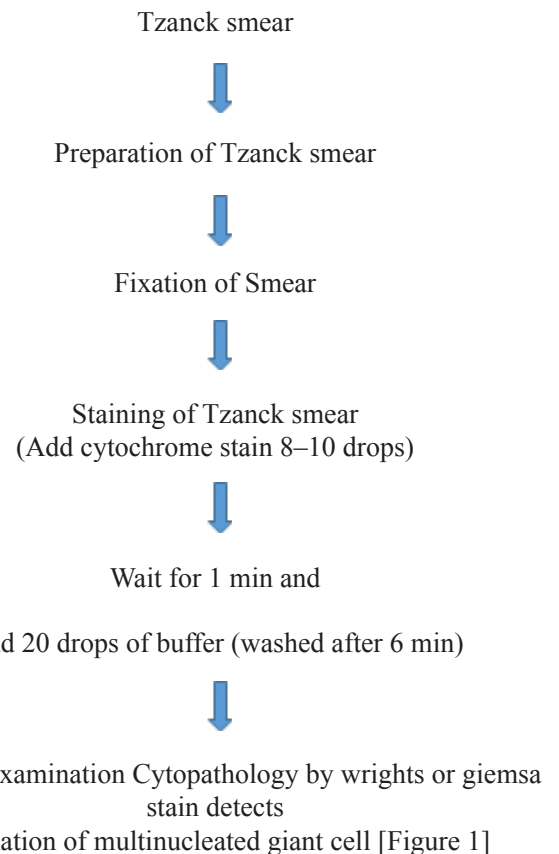 Tzanck smear
Preparation of Tzanck smear
Fixation of Smear
Staining of Tzanck smear
(Add cytochrome stain 8–10 drops)
Wait for 1 min and
20 drops of buffer (washed after 6 min)
Cytopathology by wrights or giemsa
stain detects
of multinucleated giant cell [Figure 1]